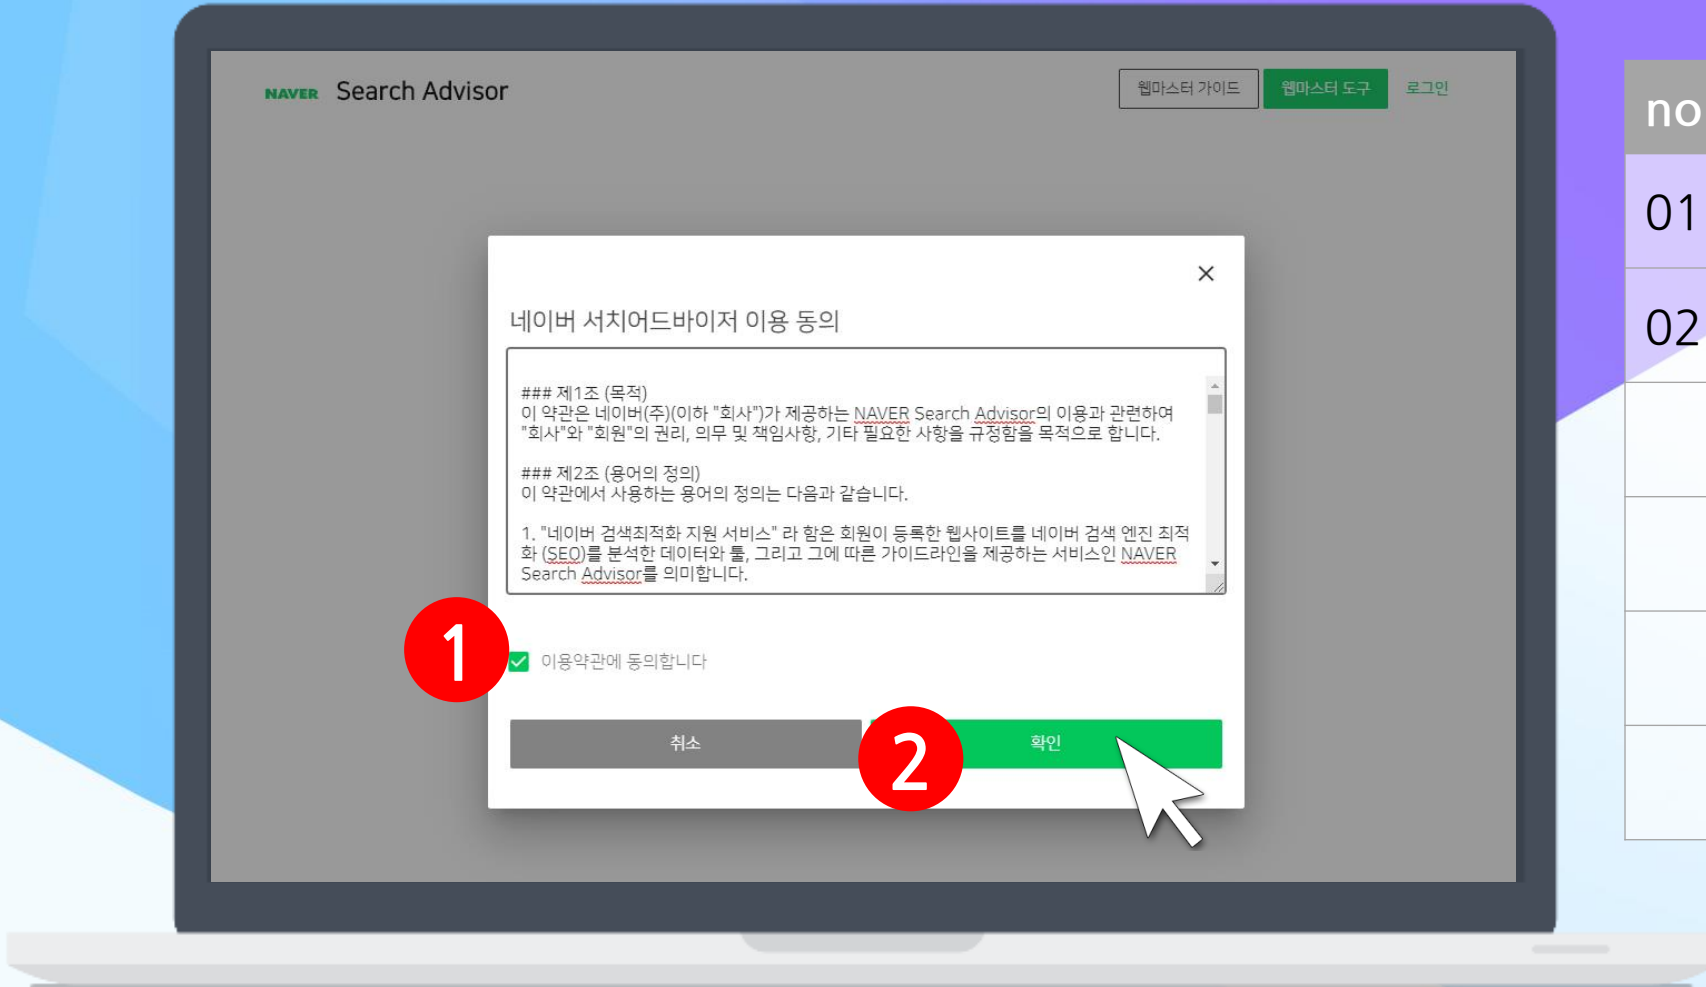 NAVER Search Advisor
웹마스터 가이드 웹마스터 도구 로그인
네이버 서치어드바이저 이용 동의
### 제1조 (목적)
이 약관은 네이버(주)(이하 "회사")가 제공하는 NAVER Search Advisor의 이용과 관련하여
"회사"와 "회원"의 권리, 의무 및 책임사항, 기타 필요한 사항을 규정함을 목적으로 합니다.
### 제2조 (용어의 정의)
이 약관에서 사용하는 용어의 정의는 다음과 같습니다.
1. "네이버 검색최적화 지원 서비스" 라 함은 회원이 등록한 웹사이트를 네이버 검색 엔진 최적
화 (SEO)를 분석한 데이터와 툴, 그리고 그에 따른 가이드라인을 제공하는 서비스인 NAVER
Search Advisor를 의미합니다.
1
이용약관에 동의합니다
취소
2
확인
no
01
02